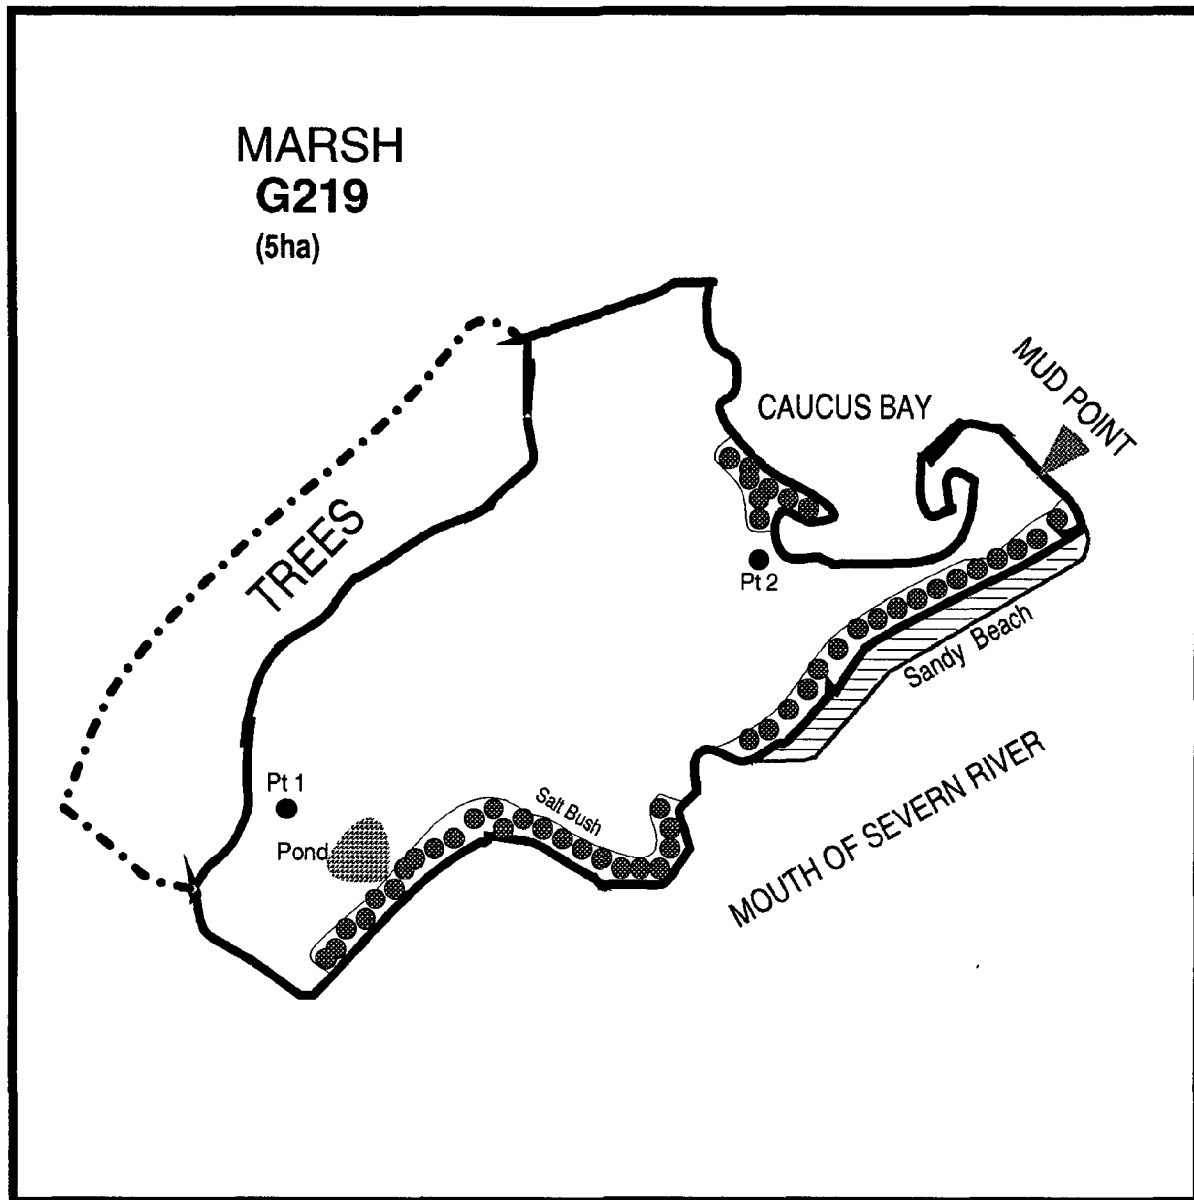 MARSH
G219
(5ha)
MUD POINT
CAUCUS BAY
TREES
Pt 2
Sandy Beach
Pt 1
Salt Bush
Pond
MOUTH OF SEVERN RIVER